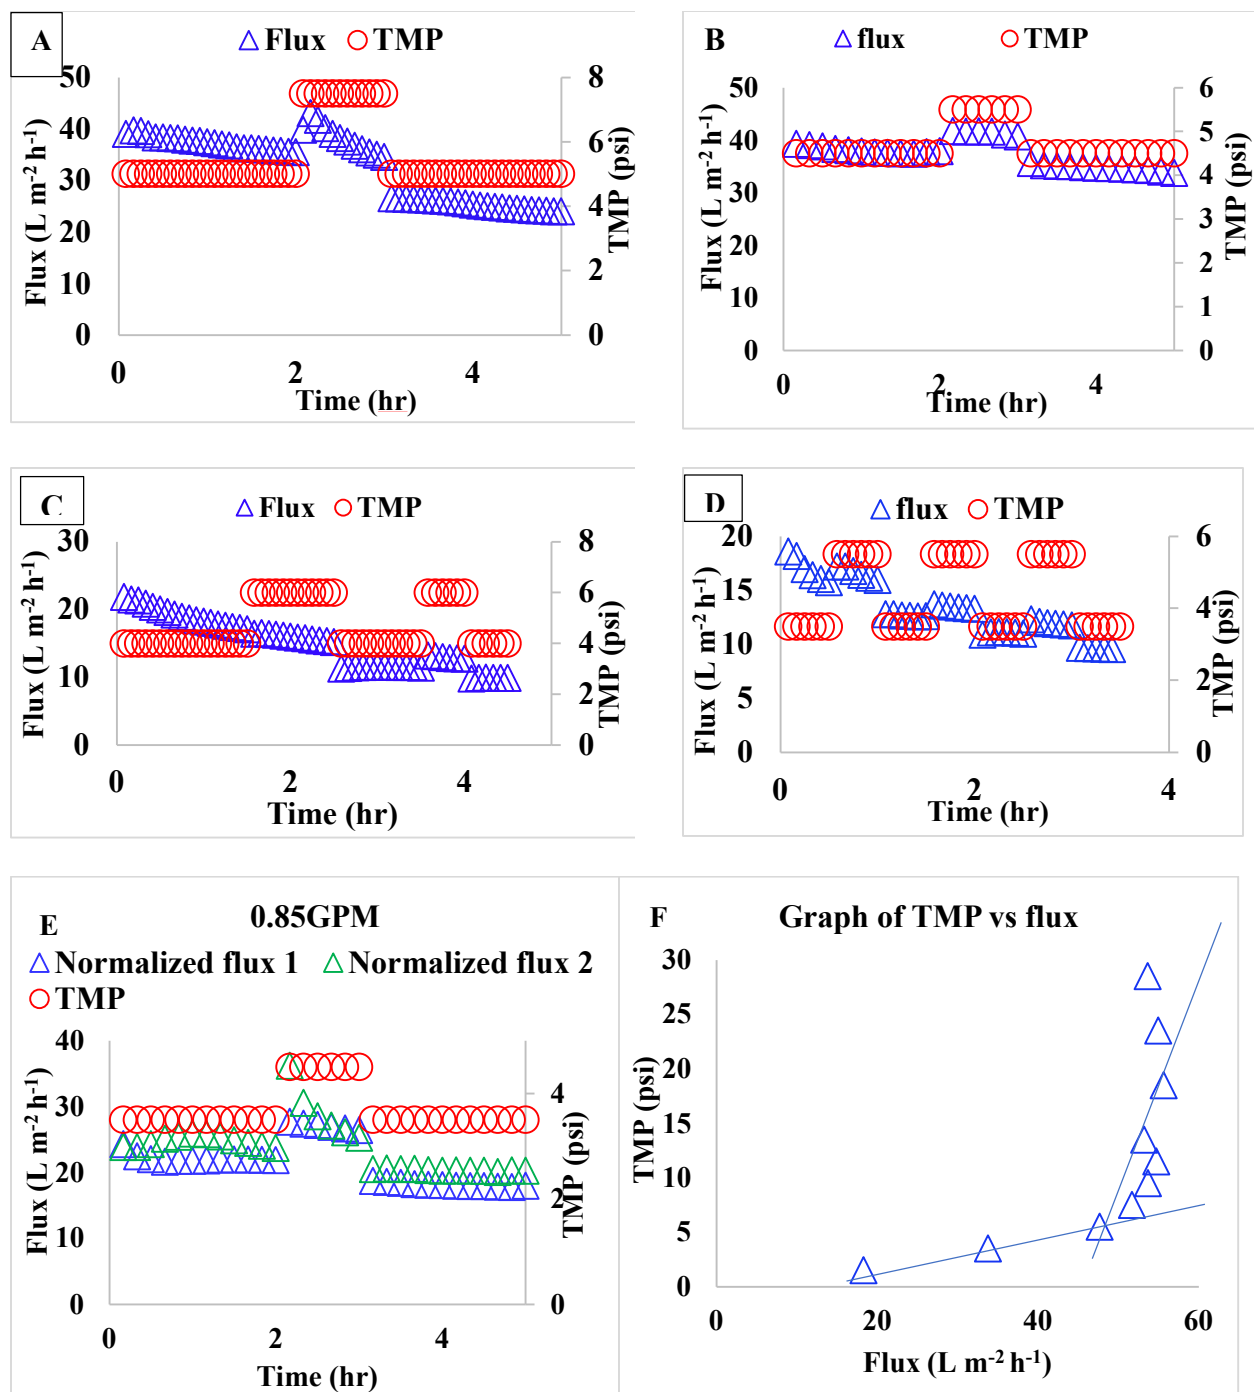 A
Flux TMP
50
40
30
20
10
0
8
6
4
2
0
0 2 4
Flux (L m-2 h-1)
TMP (psi)
Time (hr)
B
flux TMP
50
40
30
20
10
0
6
5
4
3
2
1
0
0 2 4
Flux (L m-2 h-1)
TMP (psi)
Time (hr)
C
Flux TMP
30
20
10
0
8
6
4
2
0
0 2 4
Flux (L m-2 h-1)
TMP (psi)
Time (hr)
D
flux TMP
20
15
10
5
0
6
4
2
0
0 2 4
Flux (L m-2 h-1)
TMP (psi)
Time (hr)
E
0.85GPM
Normalized flux 1 Normalized flux 2
TMP
40
30
20
10
0
4
2
0
0 2 4
Flux (L m-2 h-1)
TMP (psi)
Time (hr)
F
Graph of TMP vs flux
30
25
20
15
10
5
0
0 20 40 60
TMP (psi)
Flux (L m-2 h-1)